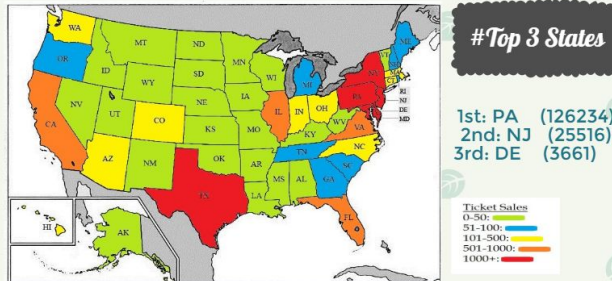 WA
MT
ND
MN
OR
ID
WY
SD
WI
MI
NY
ME
NV
UT
CO
NE
IA
IL
IN
OH
PA
RI
NJ
DE
MD
CA
AZ
NM
KS
OK
MO
AR
KY
WV
VA
NC
TN
SC
MS
AL
GA
LA
FL
HI
AK
#Top 3 States
1st: PA (126234)
2nd: NJ (25516)
3rd: DE (3661)
Ticket Sales
0-50:
51-100:
101-500:
501-1000:
1000+: